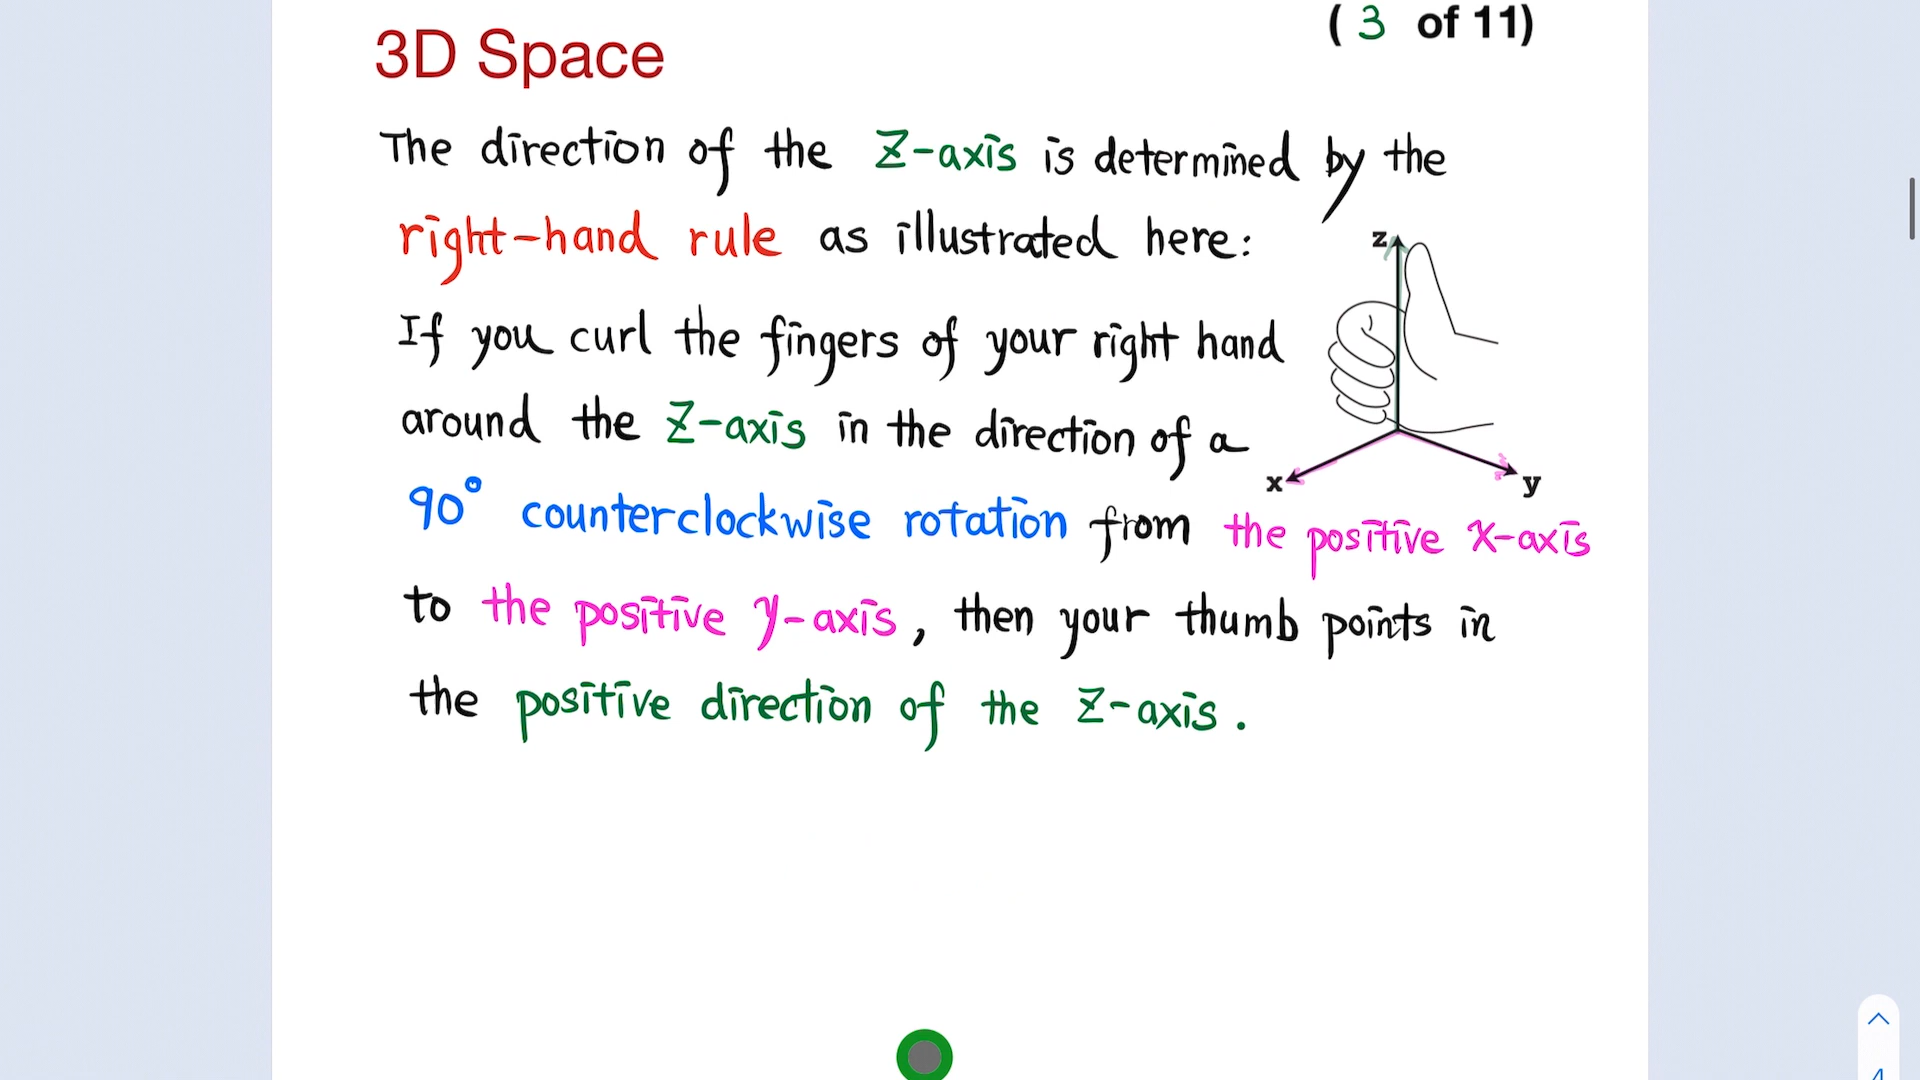 ( 3 of 11)
3D Space
The direction of the Z-axis is determined by the
right-hand rule as illustrated here:
z
If you curl the fingers of your right hand
around the Z-axis in the direction of a
x
y
90° counterclockwise rotation from the positive x-axis
to the positive y-axis, then your thumb points in
the positive direction of the Z-axis.